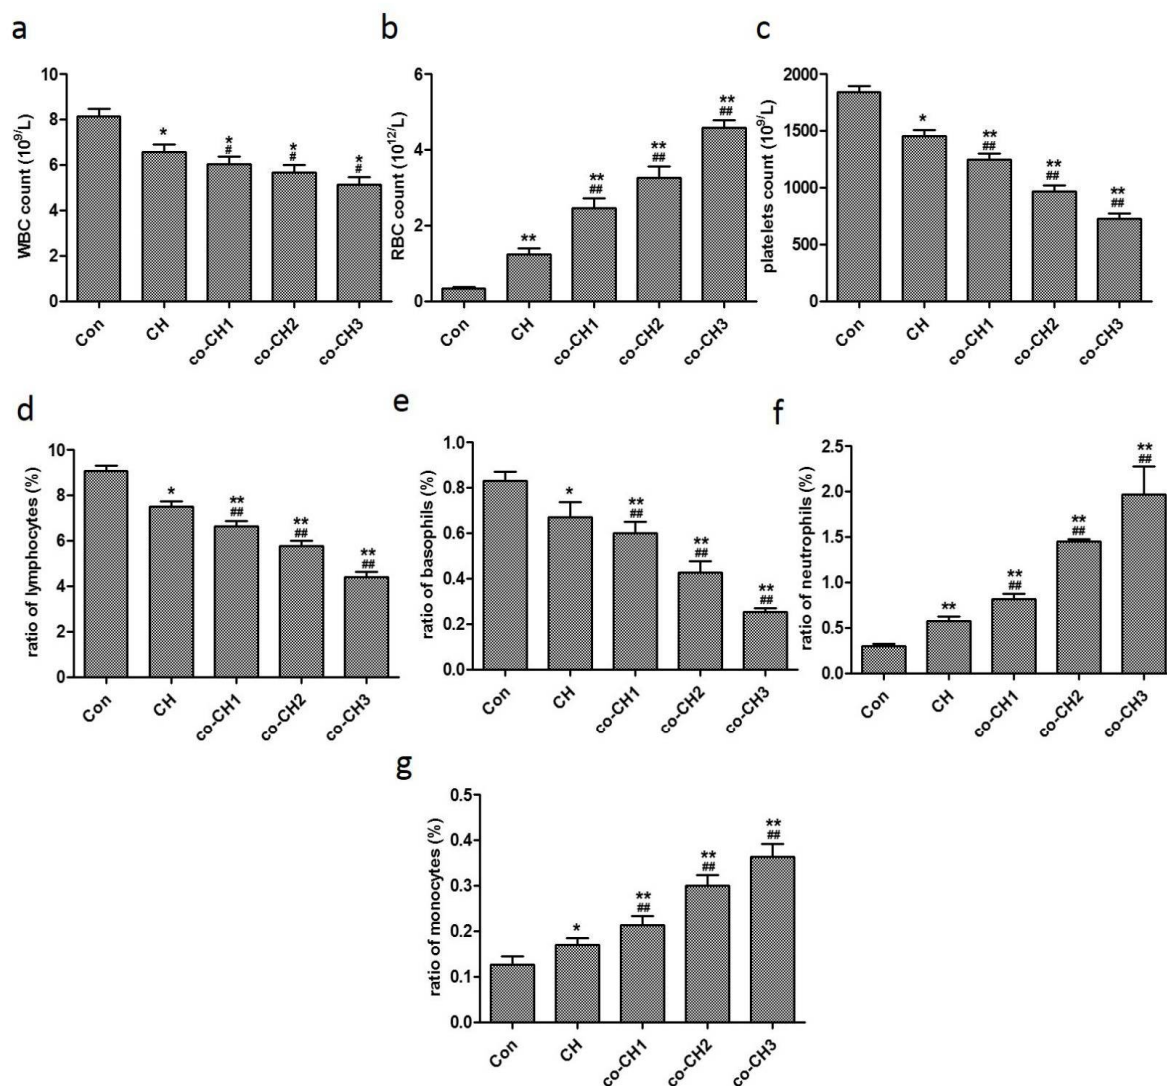 a
WBC count (10⁹/L)
10
8
6
4
2
0
*
*
#
*
#
*
#
Con
CH
co-CH1
co-CH2
co-CH3
b
RBC count (10¹²/L)
6
4
2
0
**
**
##
**
##
**
##
Con
CH
co-CH1
co-CH2
co-CH3
c
platelets count (10⁹/L)
2000
1500
1000
500
0
*
**
##
**
##
**
##
Con
CH
co-CH1
co-CH2
co-CH3
d
ratio of lymphocytes (%)
10
8
6
4
2
0
*
**
##
**
##
**
##
Con
CH
co-CH1
co-CH2
co-CH3
e
ratio of basophils (%)
1.0
0.8
0.6
0.4
0.2
0.0
*
**
##
**
##
**
##
Con
CH
co-CH1
co-CH2
co-CH3
f
ratio of neutrophils (%)
2.5
2.0
1.5
1.0
0.5
0.0
**
**
##
**
##
**
##
Con
CH
co-CH1
co-CH2
co-CH3
g
ratio of monocytes (%)
0.5
0.4
0.3
0.2
0.1
0.0
*
**
##
**
##
**
##
Con
CH
co-CH1
co-CH2
co-CH3